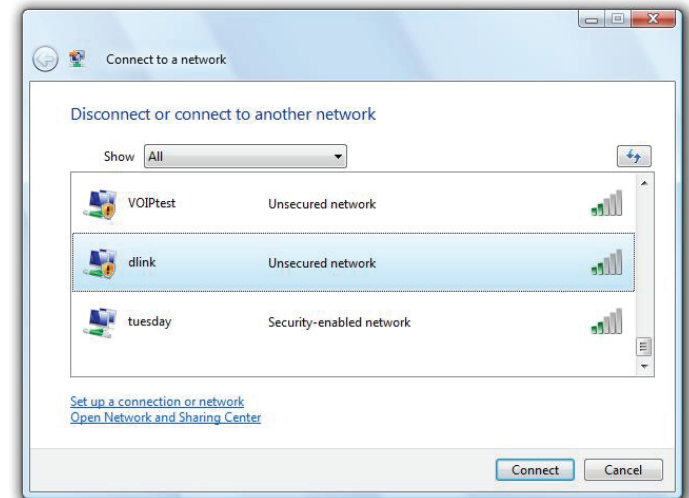 Connect to a network
Disconnect or connect to another network
Show All
VOIPtest Unsecured network
dlink Unsecured network
tuesday Security-enabled network
Set up a connection or network
Open Network and Sharing Center
Connect Cancel